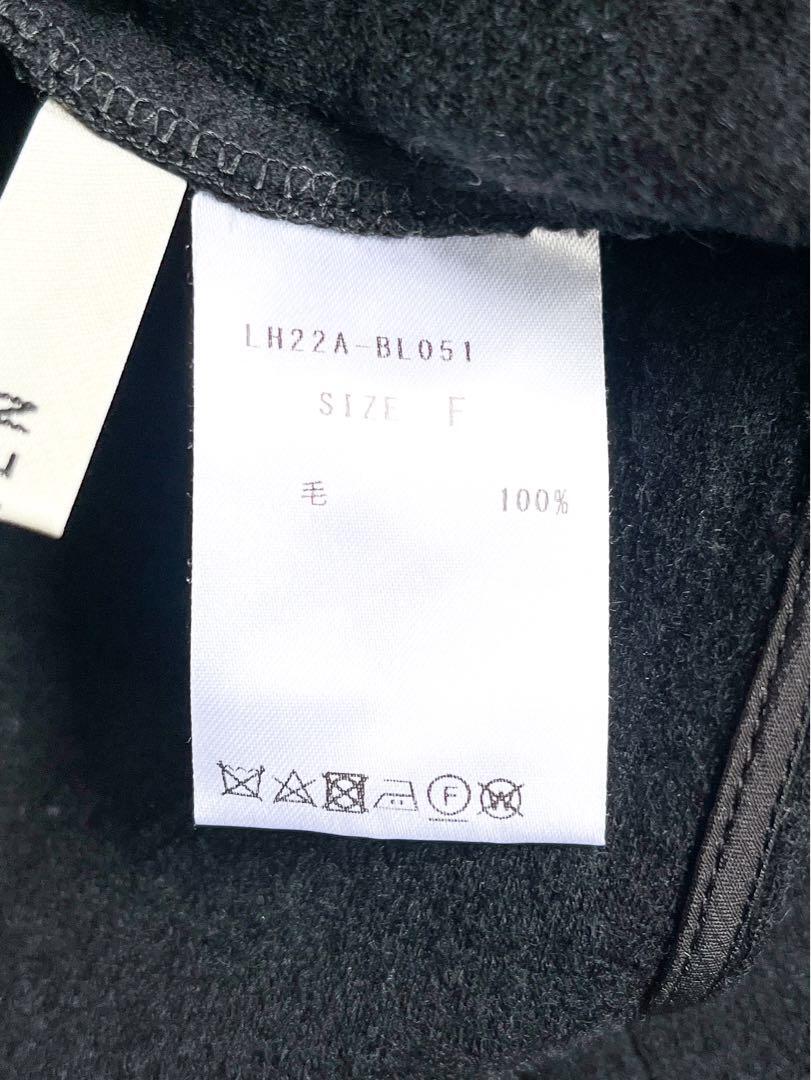 LH22A-BL051
SIZE F
毛 100%
F W